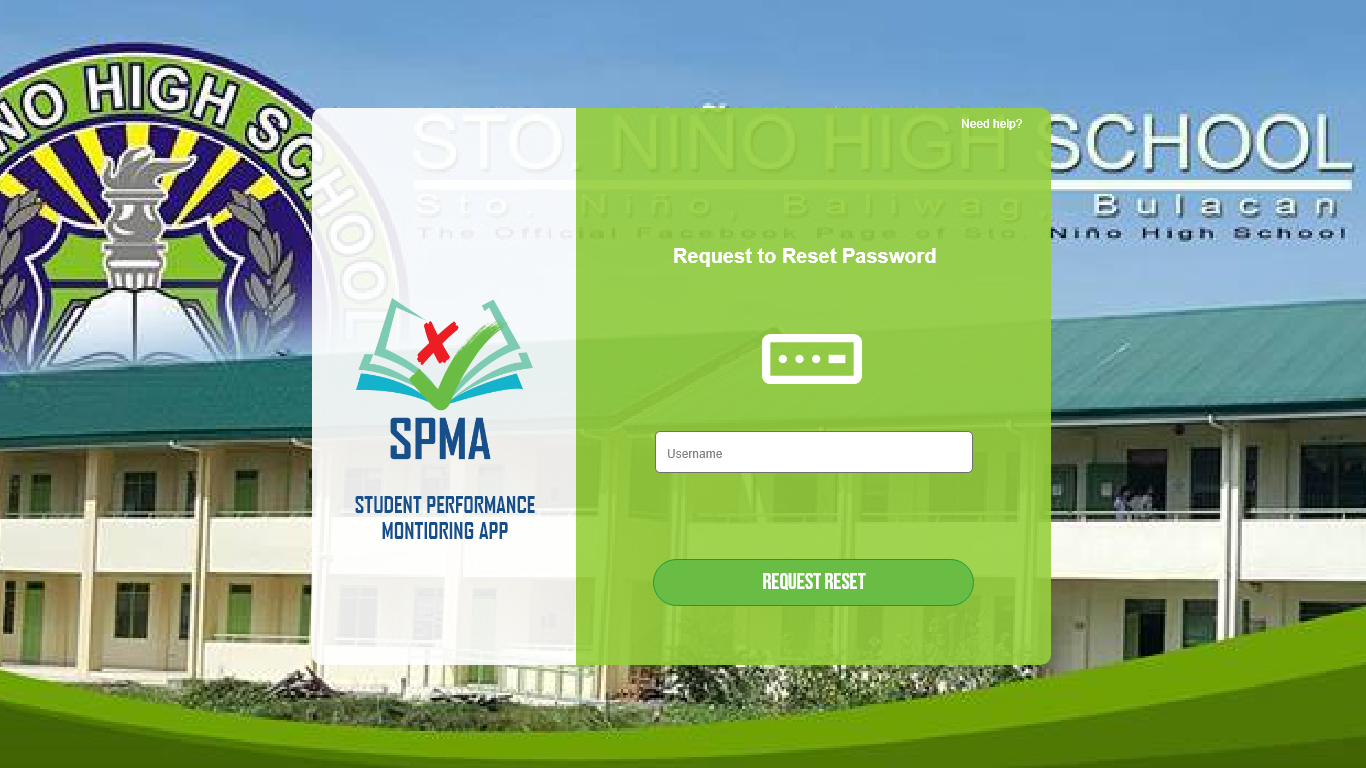 NIÑO HIGH SCHOOL
STO. NIÑO HIGH SCHOOL
Sto. Niño, Baliwag, Bulacan
The Official Facebook Page of Sto. Niño High School
Need help?
Request to Reset Password
SPMA
STUDENT PERFORMANCE
MONTIORING APP
Username
REQUEST RESET